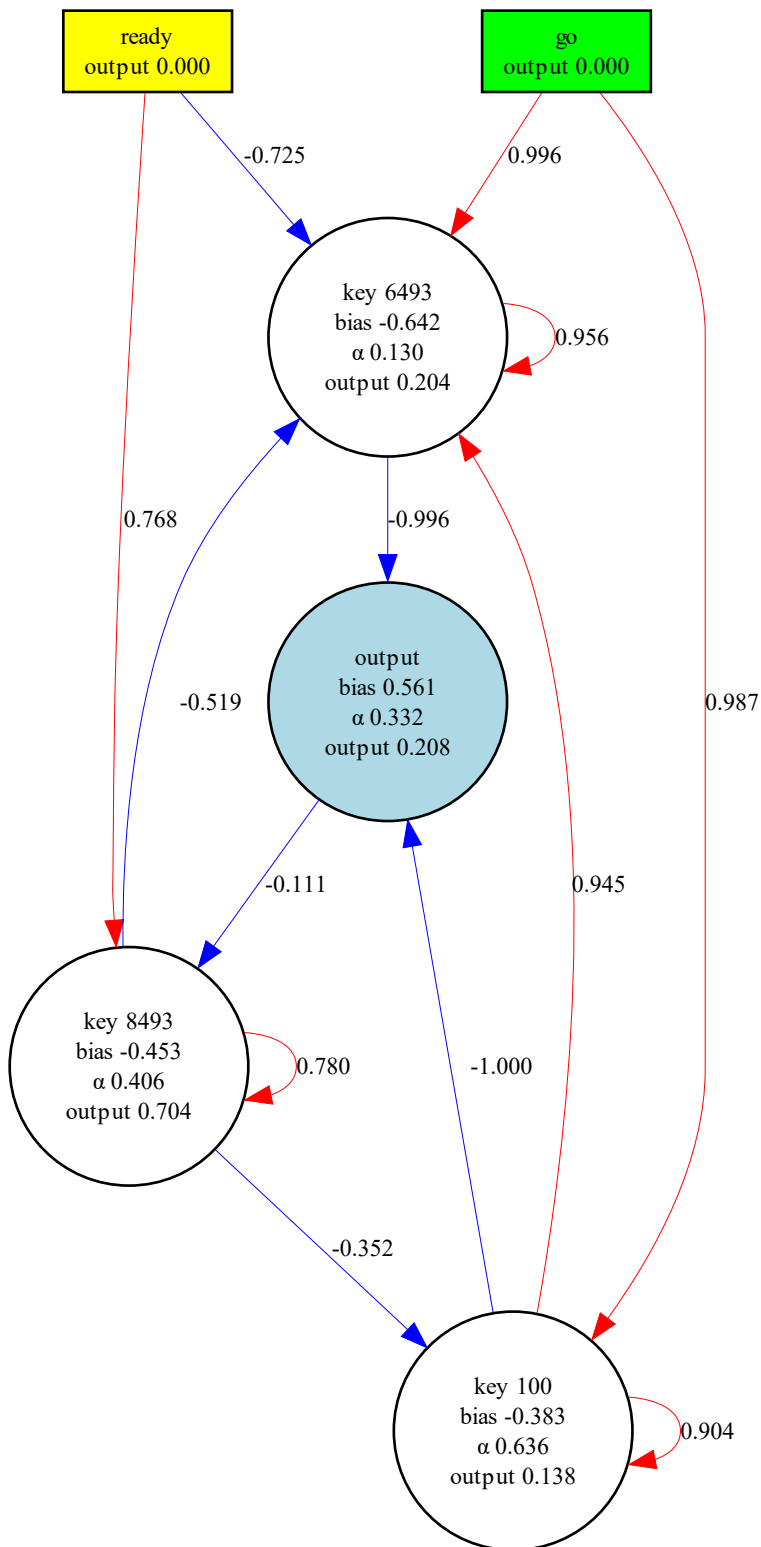 ready
output 0.000
go
output 0.000
-0.725
0.996
key 6493
bias -0.642
α 0.130
output 0.204
0.956
0.768
-0.996
output
bias 0.561
α 0.332
output 0.208
-0.519
0.987
-0.111
0.945
key 8493
bias -0.453
α 0.406
output 0.704
0.780
-1.000
-0.352
key 100
bias -0.383
α 0.636
output 0.138
0.904